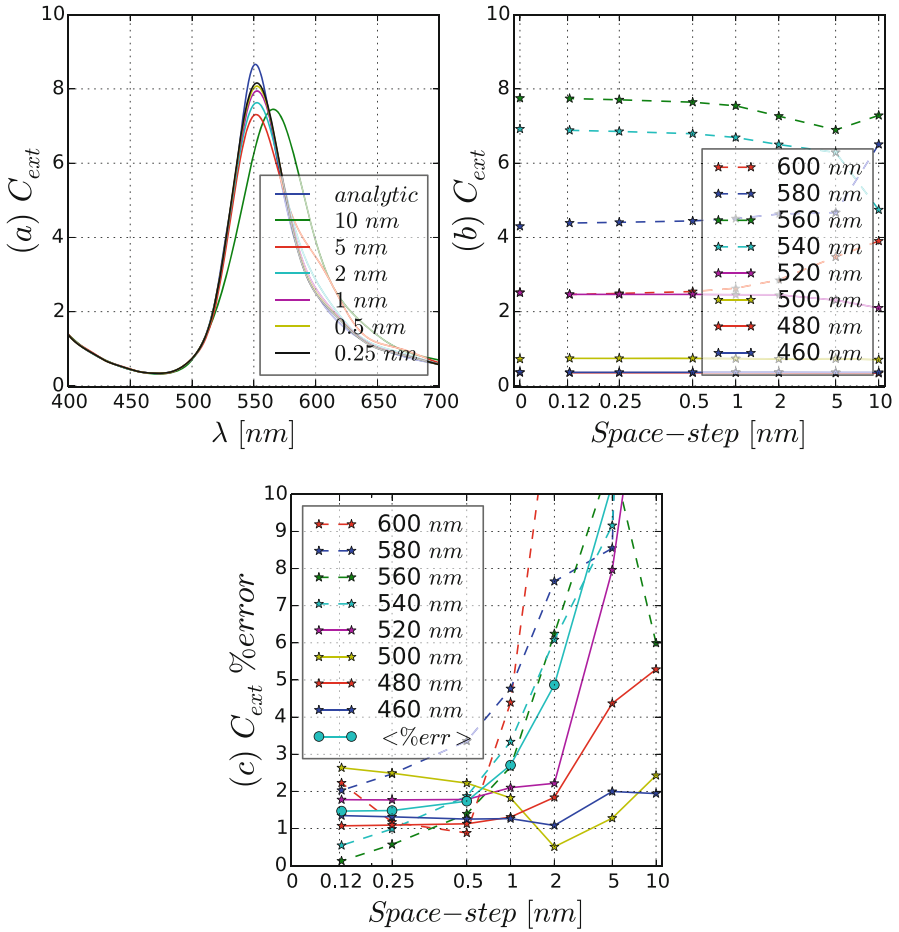 (a) C_ext
10
8
6
4
2
0
400 450 500 550 600 650 700
λ [nm]
analytic
10 nm
5 nm
2 nm
1 nm
0.5 nm
0.25 nm
(b) C_ext
10
8
6
4
2
0
0 0.12 0.25 0.5 1 2 5 10
Space−step [nm]
600 nm
580 nm
560 nm
540 nm
520 nm
500 nm
480 nm
460 nm
(c) C_ext %error
10
9
8
7
6
5
4
3
2
1
0
0 0.12 0.25 0.5 1 2 5 10
Space−step [nm]
600 nm
580 nm
560 nm
540 nm
520 nm
500 nm
480 nm
460 nm
<%err>